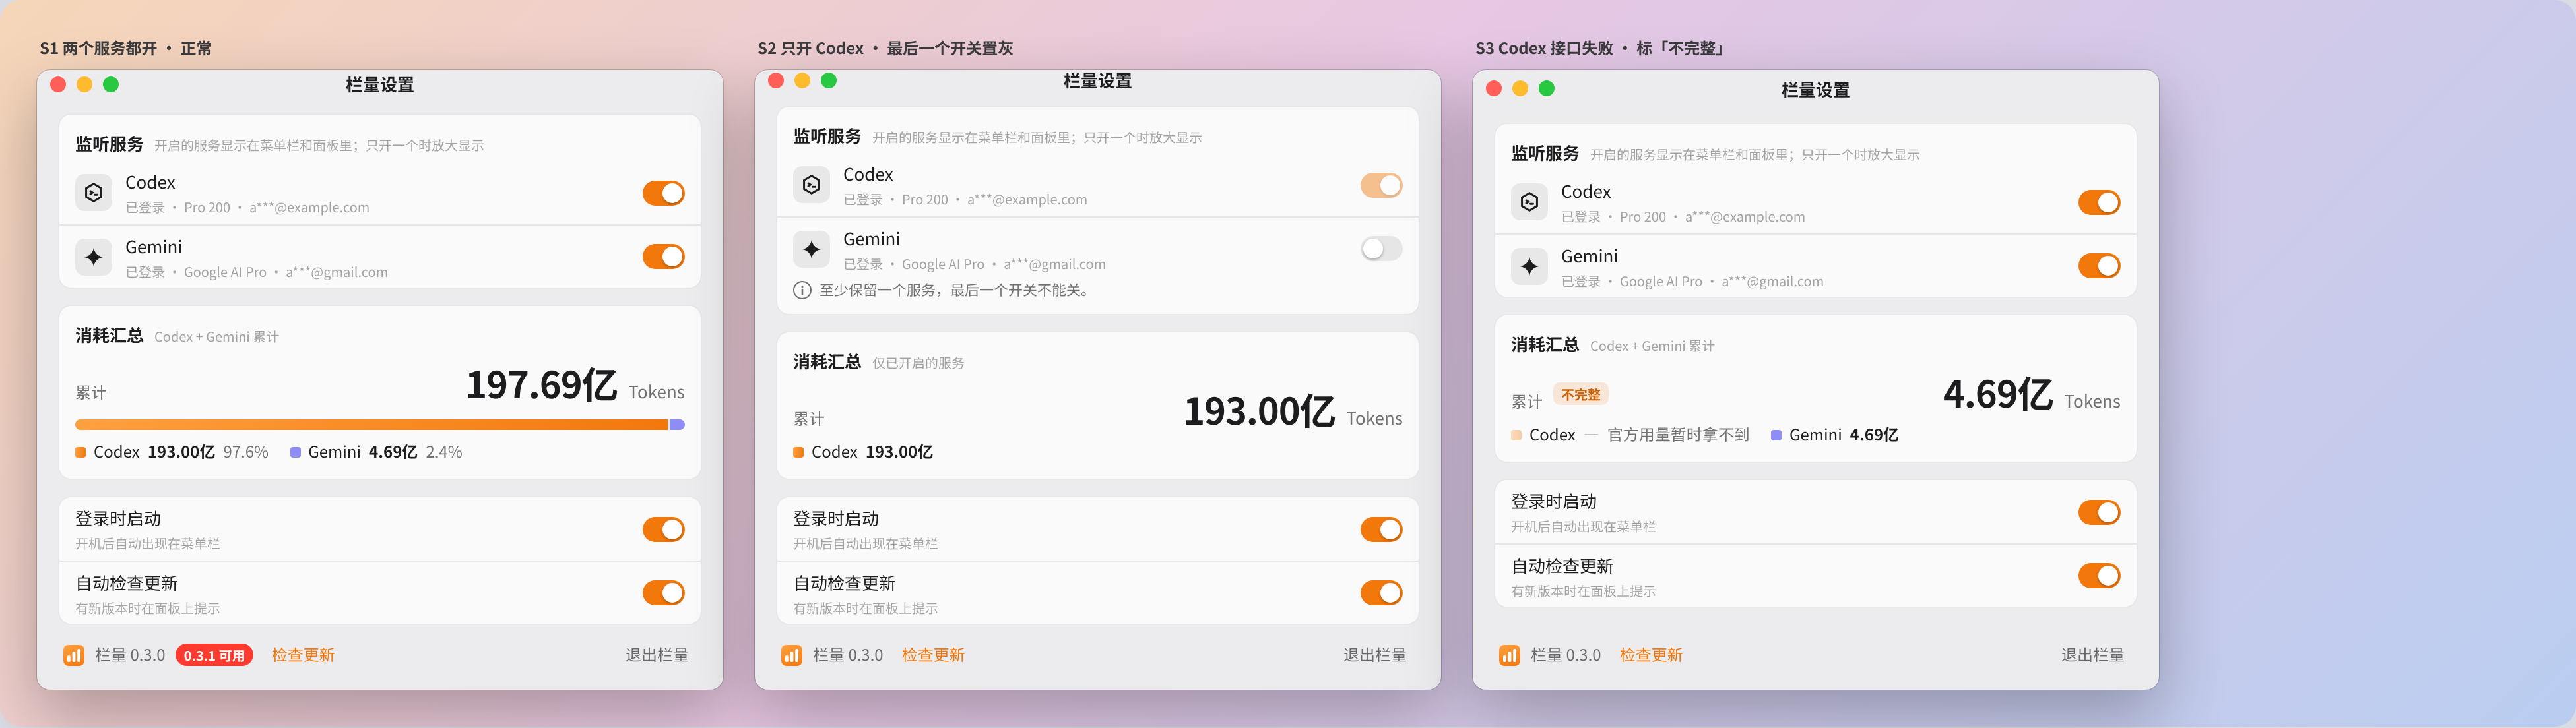 S1 两个服务都开 · 正常
栏量设置
监听服务 开启的服务显示在菜单栏和面板里；只开一个时放大显示
Codex
已登录 · Pro 200 · a***@example.com
Gemini
已登录 · Google AI Pro · a***@gmail.com
消耗汇总 Codex + Gemini 累计
累计 197.69亿 Tokens
Codex 193.00亿 97.6% Gemini 4.69亿 2.4%
登录时启动
开机后自动出现在菜单栏
自动检查更新
有新版本时在面板上提示
栏量 0.3.0 0.3.1 可用 检查更新 退出栏量
S2 只开 Codex · 最后一个开关置灰
栏量设置
监听服务 开启的服务显示在菜单栏和面板里；只开一个时放大显示
Codex
已登录 · Pro 200 · a***@example.com
Gemini
已登录 · Google AI Pro · a***@gmail.com
至少保留一个服务，最后一个开关不能关。
消耗汇总 仅已开启的服务
累计 193.00亿 Tokens
Codex 193.00亿
登录时启动
开机后自动出现在菜单栏
自动检查更新
有新版本时在面板上提示
栏量 0.3.0 检查更新 退出栏量
S3 Codex 接口失败 · 标「不完整」
栏量设置
监听服务 开启的服务显示在菜单栏和面板里；只开一个时放大显示
Codex
已登录 · Pro 200 · a***@example.com
Gemini
已登录 · Google AI Pro · a***@gmail.com
消耗汇总 Codex + Gemini 累计
累计 不完整 4.69亿 Tokens
Codex — 官方用量暂时拿不到 Gemini 4.69亿
登录时启动
开机后自动出现在菜单栏
自动检查更新
有新版本时在面板上提示
栏量 0.3.0 检查更新 退出栏量